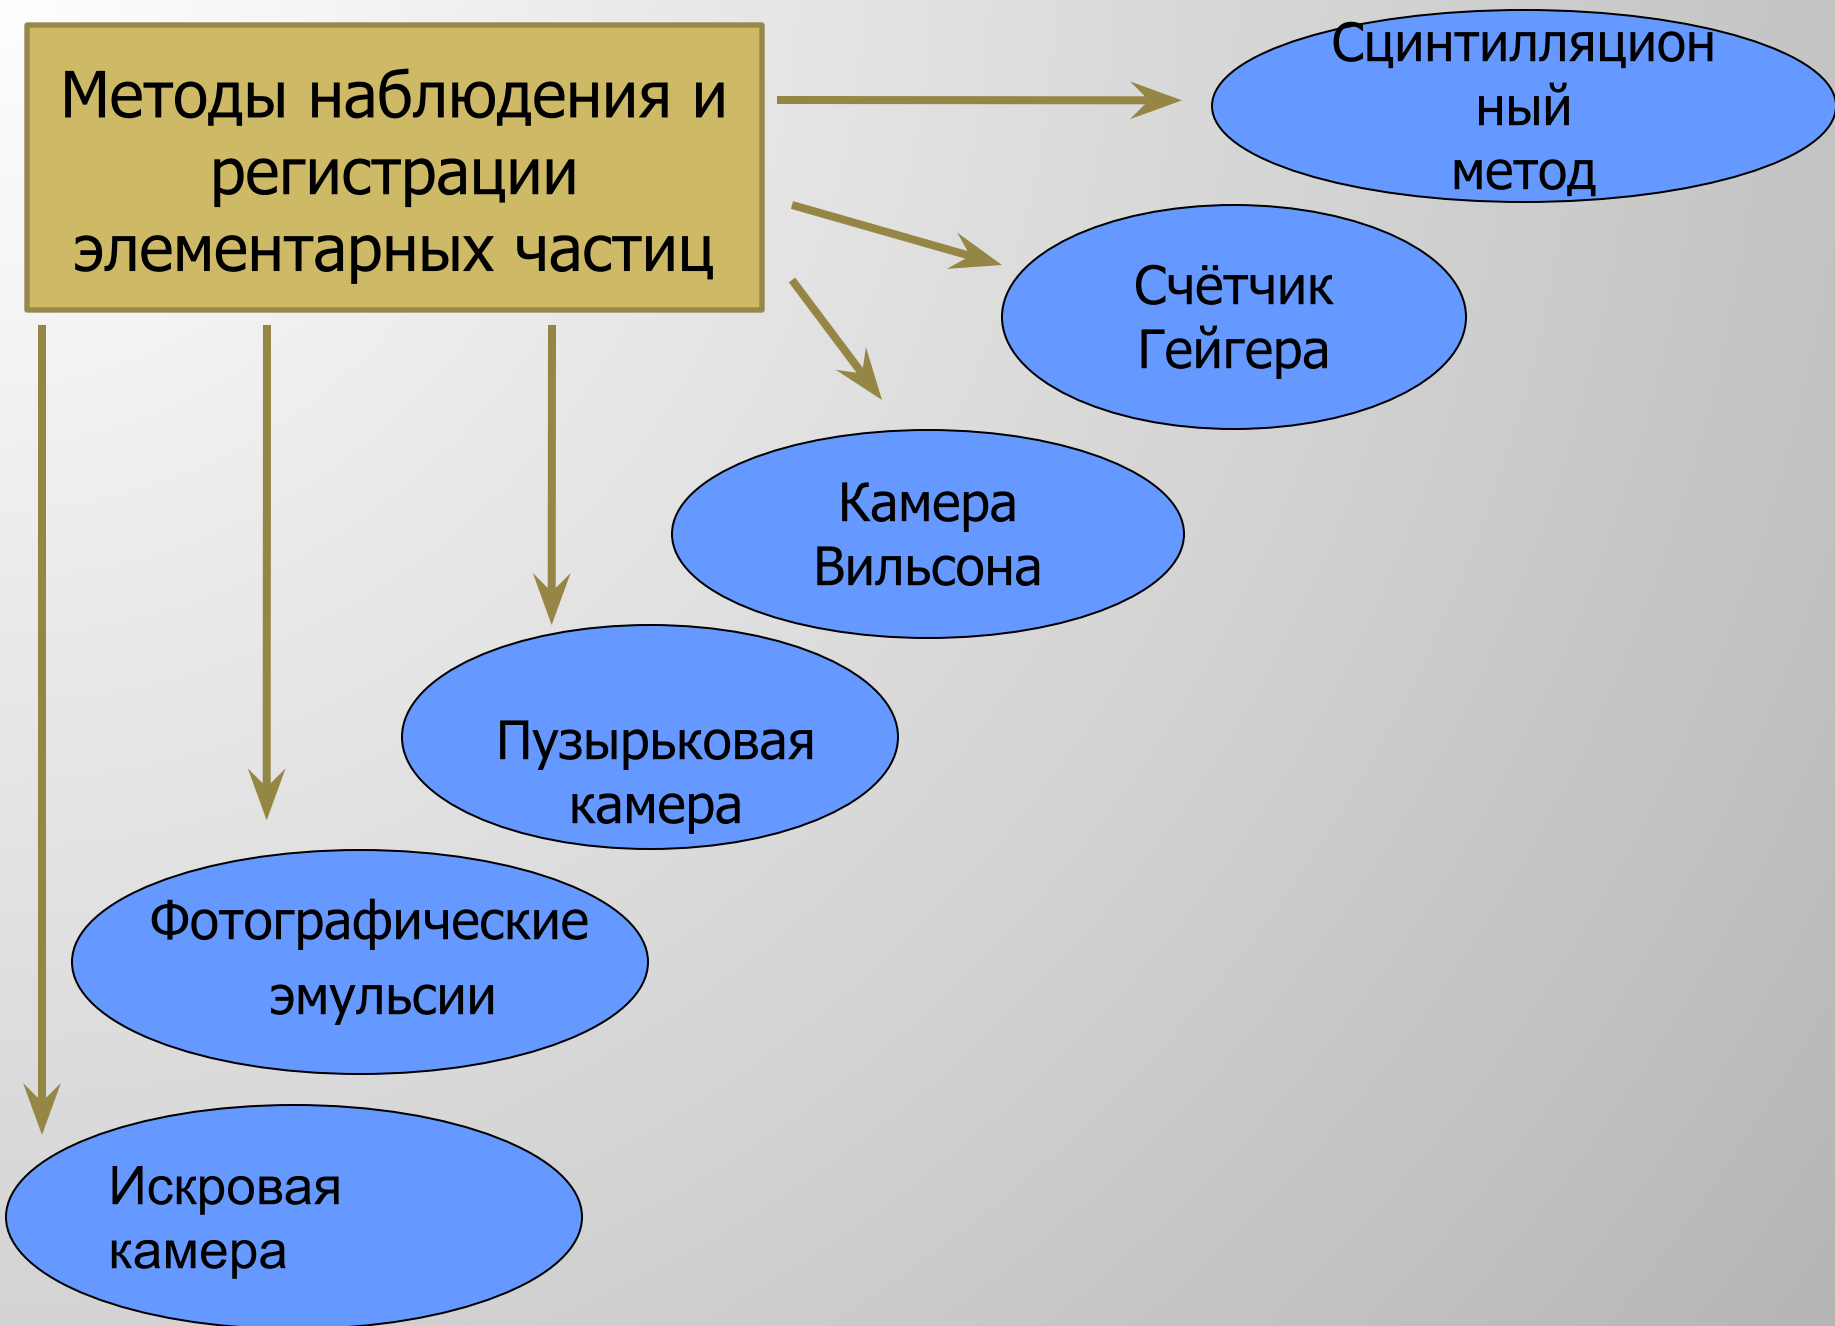 Методы наблюдения и
регистрации
элементарных частиц
Сцинтилляцион
ный
метод
Счётчик
Гейгера
Камера
Вильсона
Пузырьковая
камера
Фотографические
эмульсии
Искровая
камера